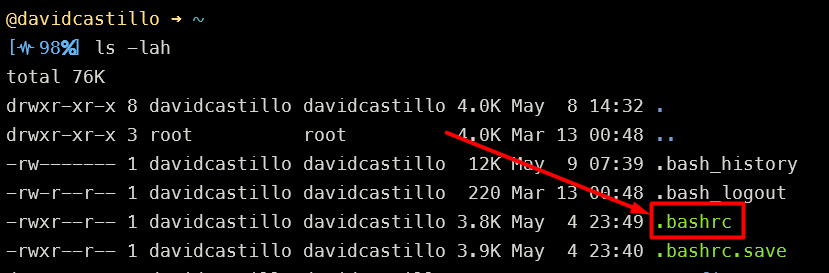 @davidcastillo ➜ ~
[98%] ls -lah
total 76K
drwxr-xr-x 8 davidcastillo davidcastillo 4.0K May  8 14:32 .
drwxr-xr-x 3 root          root          4.0K Mar 13 00:48 ..
-rw------- 1 davidcastillo davidcastillo  12K May  9 07:39 .bash_history
-rw-r--r-- 1 davidcastillo davidcastillo  220 Mar 13 00:48 .bash_logout
-rwxr--r-- 1 davidcastillo davidcastillo 3.8K May  4 23:49 .bashrc
-rwxr--r-- 1 davidcastillo davidcastillo 3.9K May  4 23:40 .bashrc.save